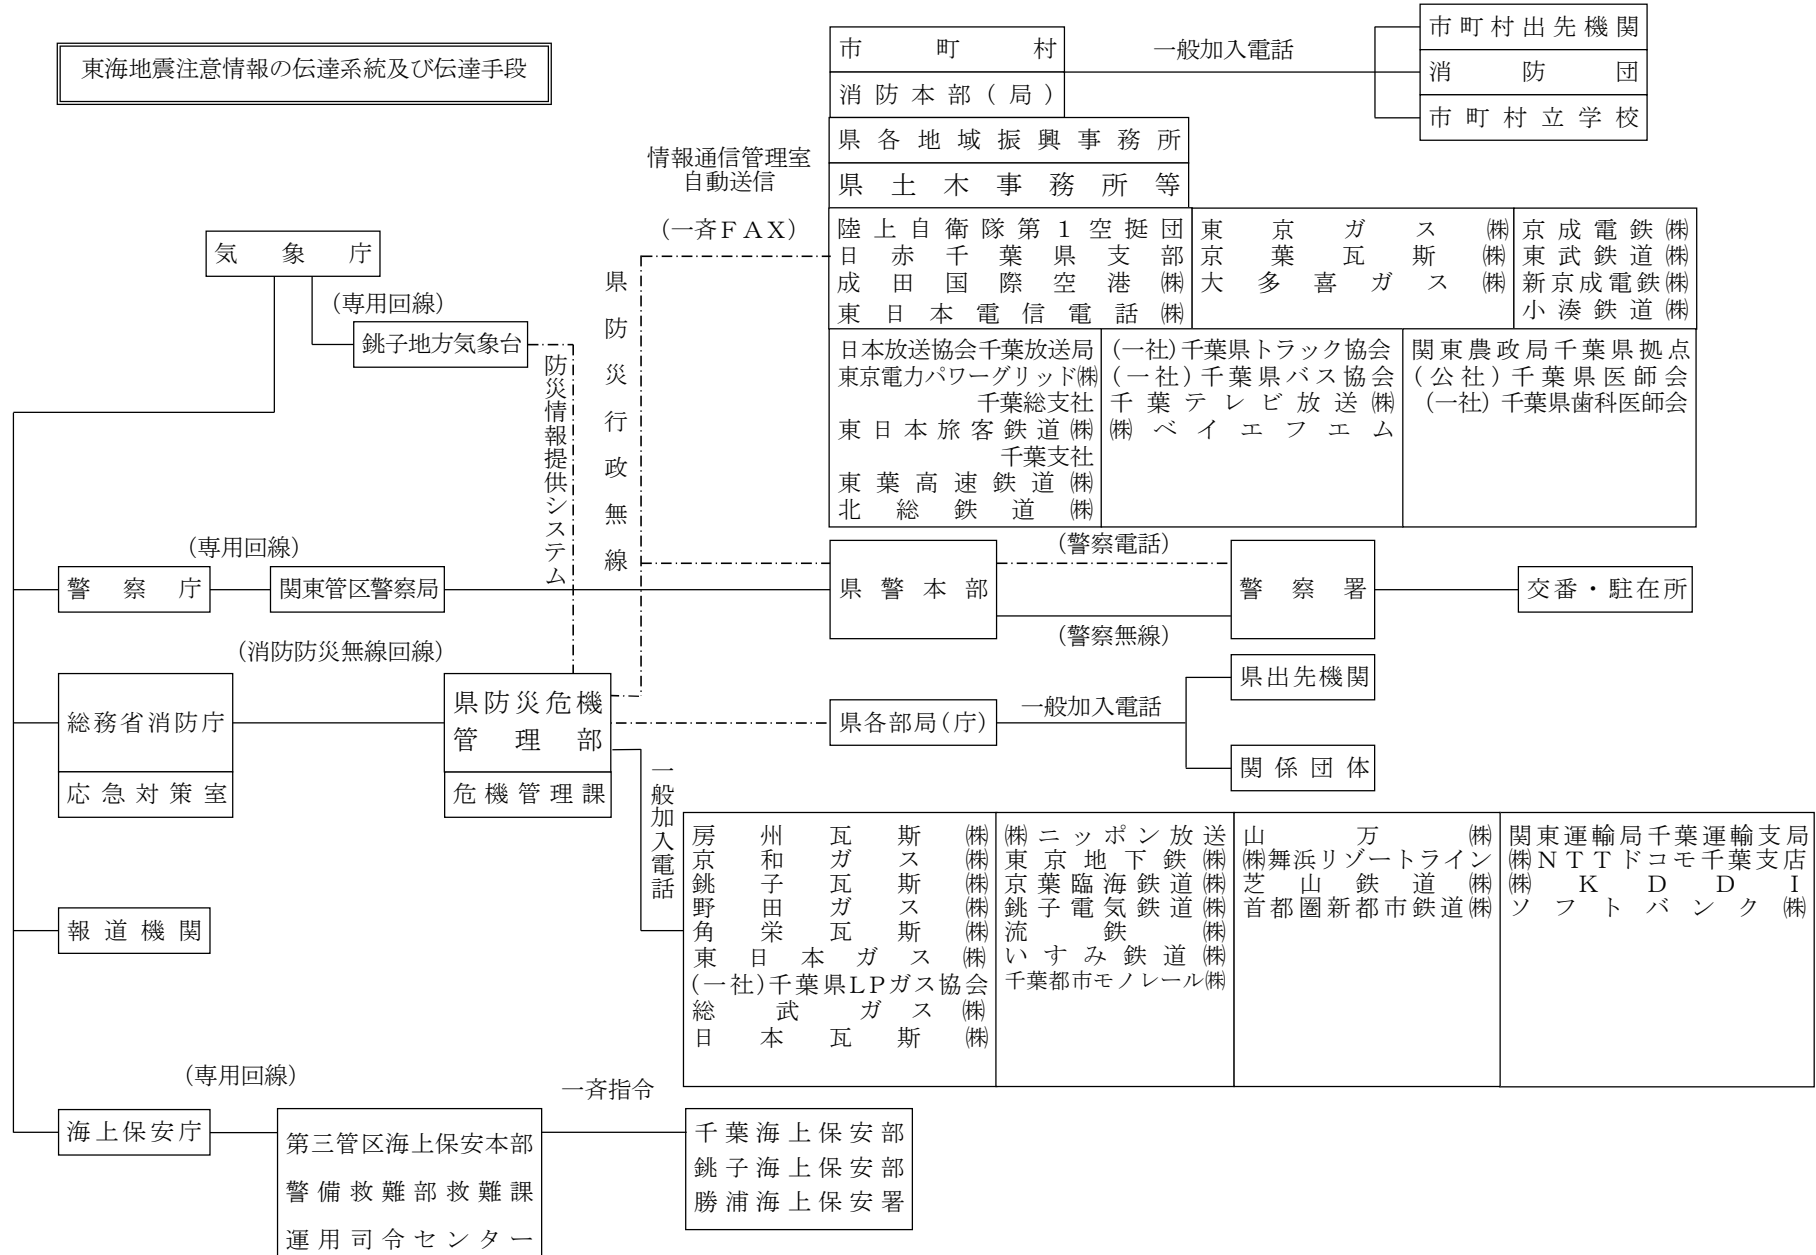 東海地震注意情報の伝達系統及び伝達手段
市町村
消防本部(局)
一般加入電話
市町村出先機関
消防団
市町村立学校
県各地域振興事務所
県土木事務所等
情報通信管理室
自動送信
(一斉FAX)
陸上自衛隊第1空挺団
日赤千葉県支部
成田国際空港㈱
東日本電信電話㈱
東京ガス㈱
京葉瓦斯㈱
大多喜ガス㈱
京成電鉄㈱
東武鉄道㈱
新京成電鉄㈱
小湊鉄道㈱
日本放送協会千葉放送局
東京電力パワーグリッド㈱
千葉総支社
東日本旅客鉄道㈱
千葉支社
東葉高速鉄道㈱
北総鉄道㈱
(一社)千葉県トラック協会
(一社)千葉県バス協会
千葉テレビ放送㈱
㈱ベイエフエム
関東農政局千葉県拠点
(公社)千葉県医師会
(一社)千葉県歯科医師会
気象庁
(専用回線)
銚子地方気象台
防災情報提供システム
県防災行政無線
(専用回線)
警察庁
関東管区警察局
県警本部
(警察電話)
(警察無線)
警察署
交番・駐在所
(消防防災無線回線)
総務省消防庁
応急対策室
県防災危機
管理部
危機管理課
県各部局(庁)
一般加入電話
県出先機関
関係団体
一般加入電話
房州瓦斯㈱
京和ガス㈱
銚子瓦斯㈱
野田ガス㈱
角栄瓦斯㈱
東日本ガス㈱
(一社)千葉県LPガス協会
総武ガス㈱
日本瓦斯㈱
㈱ニッポン放送
東京地下鉄㈱
京葉臨海鉄道㈱
銚子電気鉄道㈱
流鉄㈱
いすみ鉄道㈱
千葉都市モノレール㈱
山万㈱
㈱舞浜リゾートライン
芝山鉄道㈱
首都圏新都市鉄道㈱
関東運輸局千葉運輸支局
㈱NTTドコモ千葉支店
㈱KDDI
ソフトバンク㈱
報道機関
(専用回線)
海上保安庁
第三管区海上保安本部
警備救難部救難課
運用司令センター
一斉指令
千葉海上保安部
銚子海上保安部
勝浦海上保安署